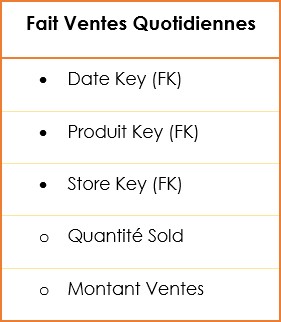 Fait Ventes Quotidiennes
• Date Key (FK)
• Produit Key (FK)
• Store Key (FK)
o Quantité Sold
o Montant Ventes